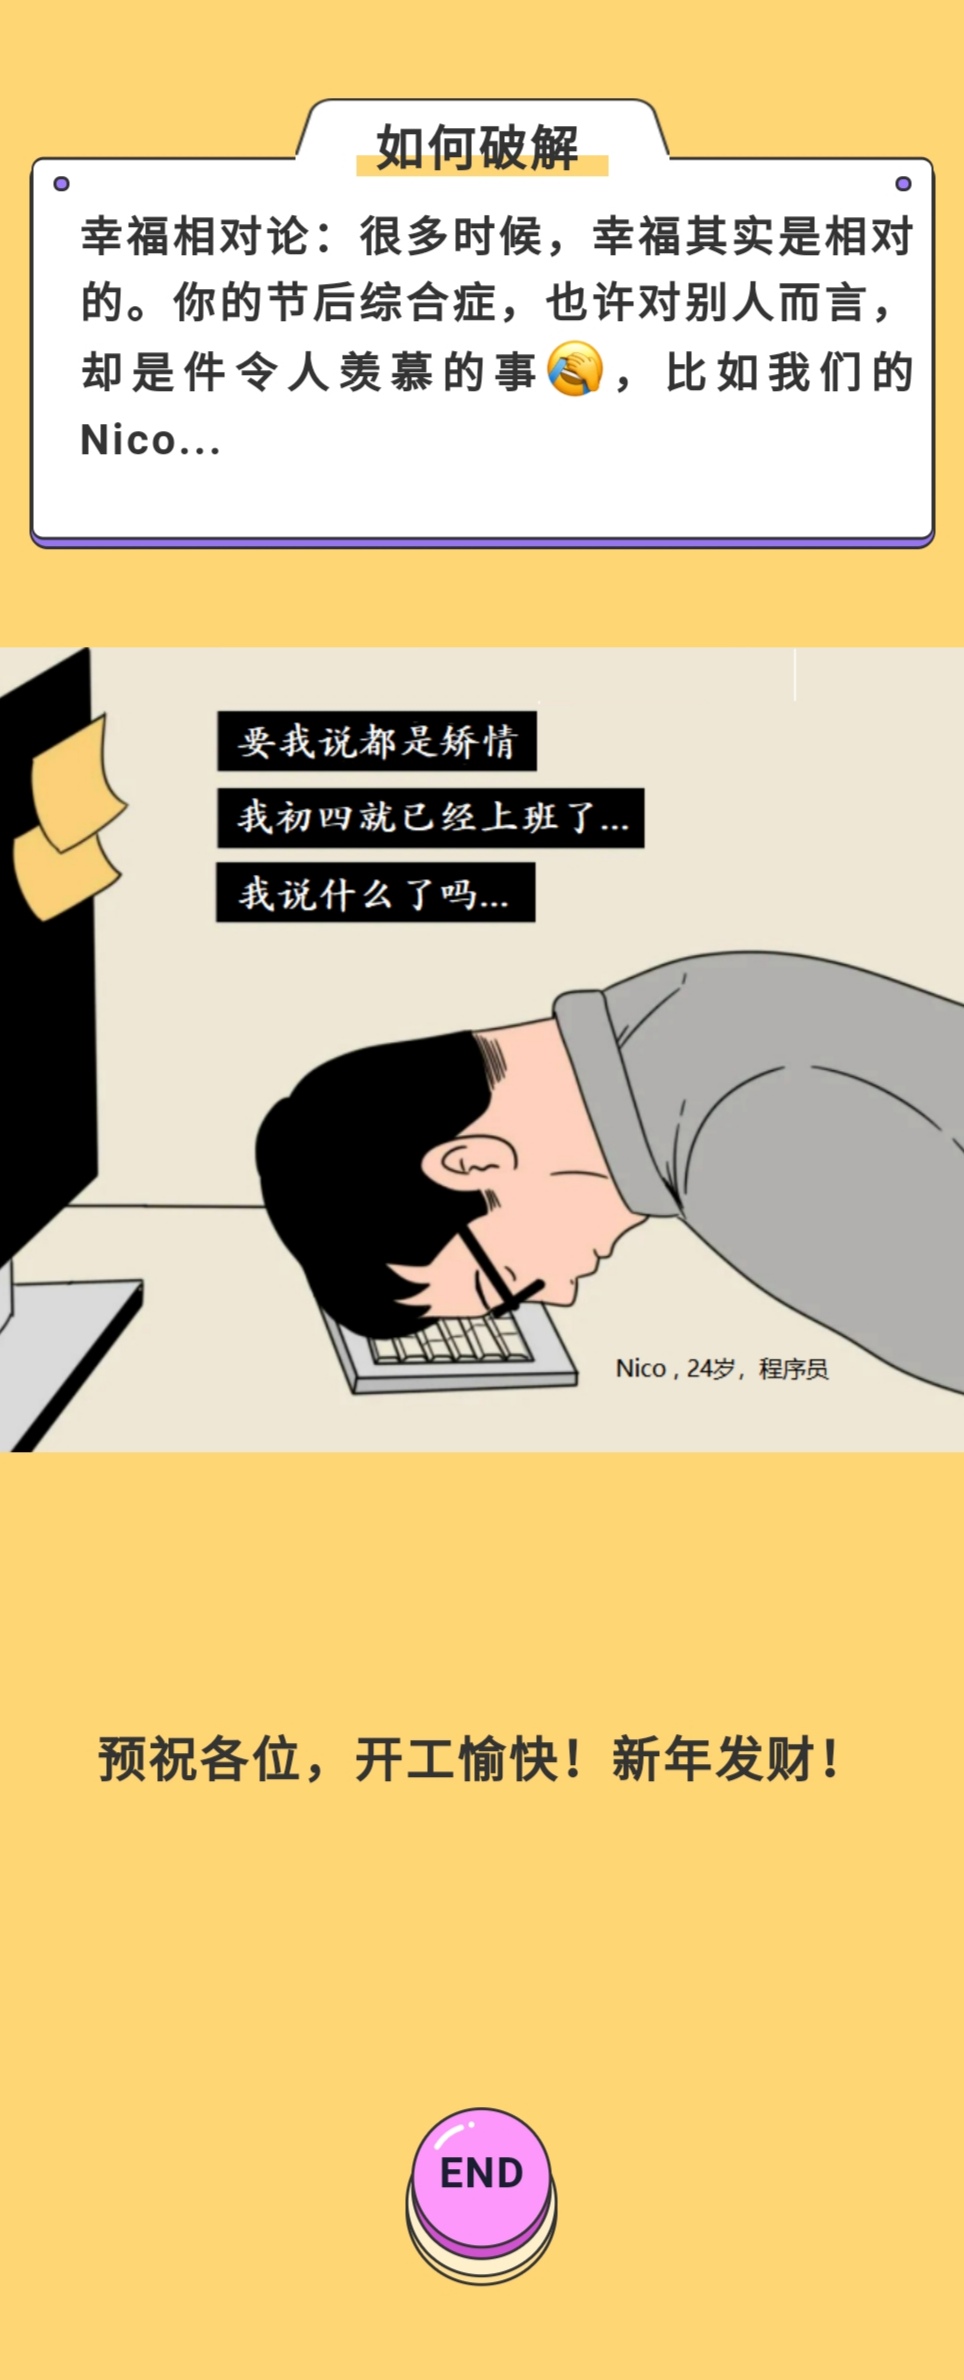 如何破解
幸福相对论：很多时候，幸福其实是相对
的。你的节后综合症，也许对别人而言，
却是件令人羡慕的事🤦，比如我们的
Nico...
要我说都是矫情
我初四就已经上班了...
我说什么了吗...
Nico , 24岁，程序员
预祝各位，开工愉快！新年发财！
END